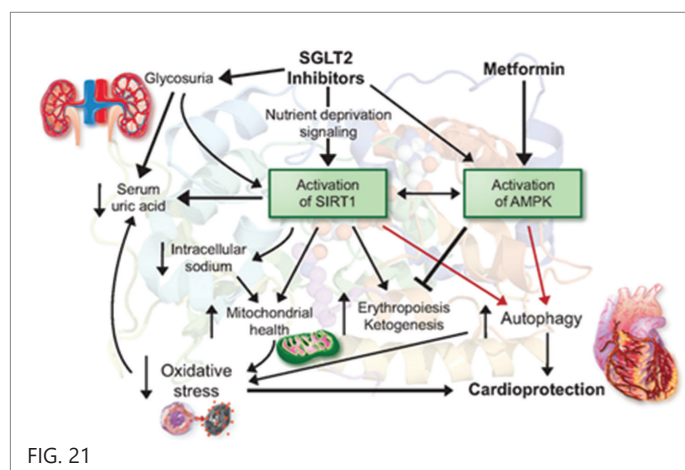 SGLT2
Inhibitors
Metformin
Glycosuria
Nutrient deprivation
signaling
Activation
of SIRT1
Activation
of AMPK
Serum
uric acid
Intracellular
sodium
Mitochondrial
health
Erythropoiesis
Ketogenesis
Autophagy
Oxidative
stress
Cardioprotection
FIG. 21